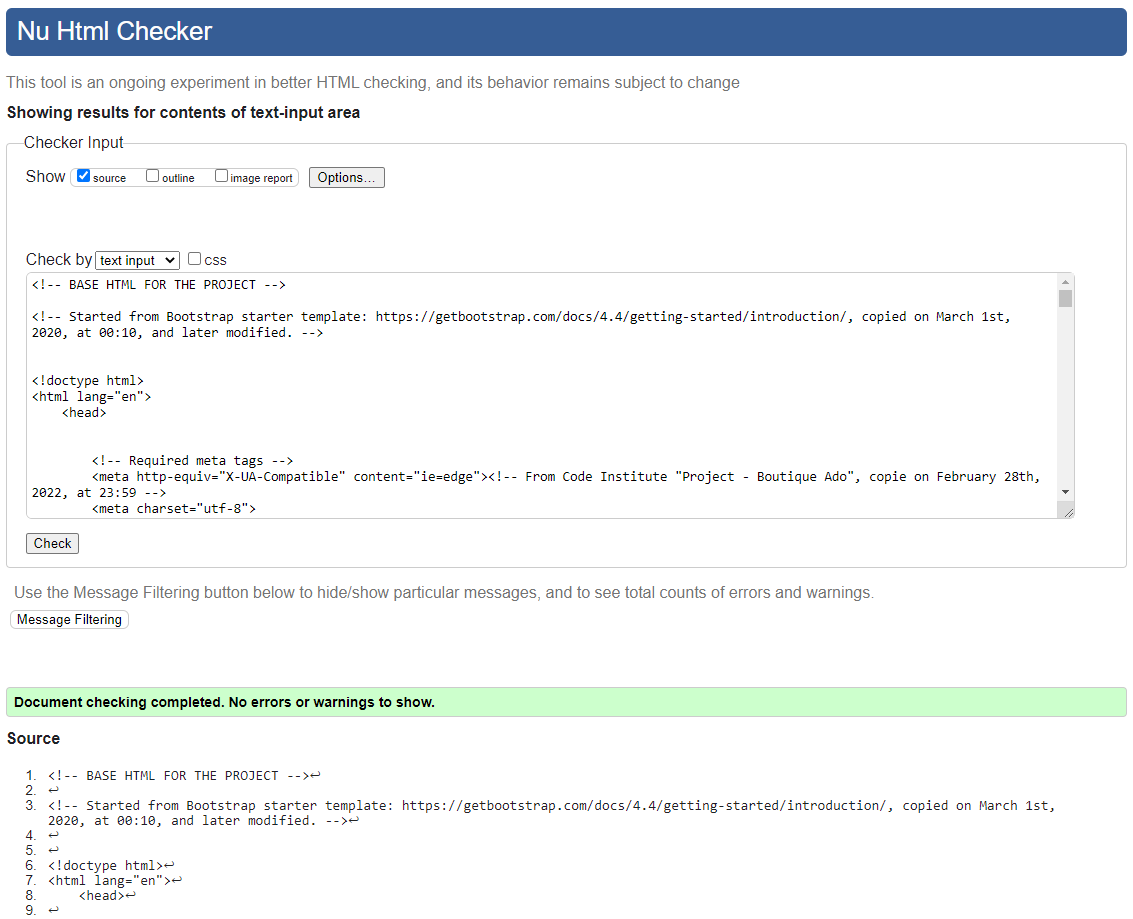 Nu Html Checker
This tool is an ongoing experiment in better HTML checking, and its behavior remains subject to change
Showing results for contents of text-input area
Checker Input
Show source outline image report Options...
Check by text input css
<!-- BASE HTML FOR THE PROJECT -->
<!-- Started from Bootstrap starter template: https://getbootstrap.com/docs/4.4/getting-started/introduction/, copied on March 1st,
2020, at 00:10, and later modified. -->
<!doctype html>
<html lang="en">
<head>
<!-- Required meta tags -->
<meta http-equiv="X-UA-Compatible" content="ie=edge"><!-- From Code Institute "Project - Boutique Ado", copie on February 28th,
2022, at 23:59 -->
<meta charset="utf-8">
Check
Use the Message Filtering button below to hide/show particular messages, and to see total counts of errors and warnings.
Message Filtering
Document checking completed. No errors or warnings to show.
Source
1. <!-- BASE HTML FOR THE PROJECT -->↩
2. ↩
3. <!-- Started from Bootstrap starter template: https://getbootstrap.com/docs/4.4/getting-started/introduction/, copied on March 1st,
2020, at 00:10, and later modified. -->↩
4. ↩
5. ↩
6. <!doctype html>↩
7. <html lang="en">↩
8. <head>↩
9. ↩